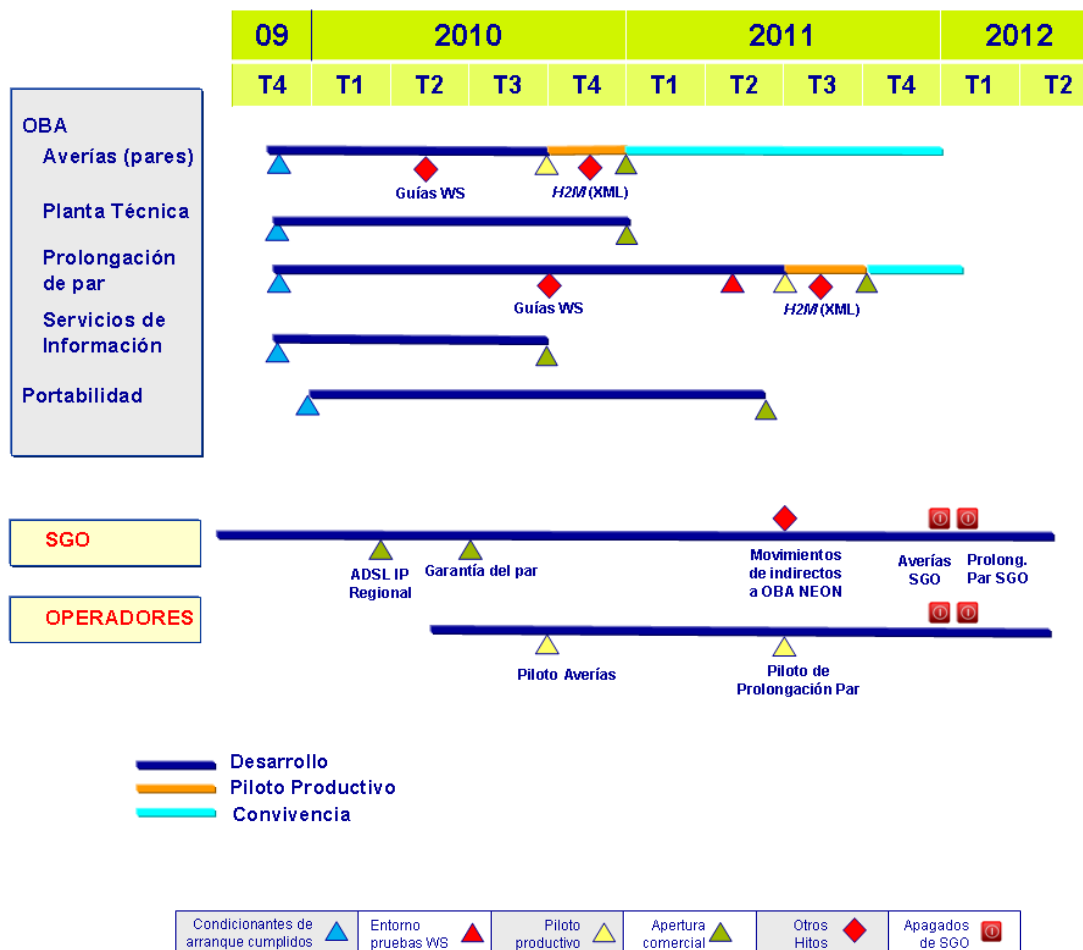 09 2010 2011 2012
T4 T1 T2 T3 T4 T1 T2 T3 T4 T1 T2
OBA
Averías (pares)
Guías WS
H2M (XML)
Planta Técnica
Prolongación
de par
Guías WS
H2M (XML)
Servicios de
Información
Portabilidad
SGO
ADSL IP
Regional
Garantía del par
Movimientos
de indirectos
a OBA NEON
Averías
SGO
Prolong.
Par SGO
OPERADORES
Piloto Averías
Piloto de
Prolongación Par
Desarrollo
Piloto Productivo
Convivencia
Condicionantes de
arranque cumplidos
Entorno
pruebas WS
Piloto
productivo
Apertura
comercial
Otros
Hitos
Apagados
de SGO